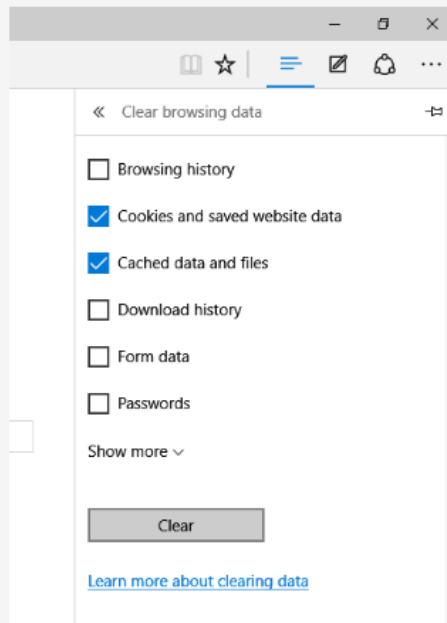 Clear browsing data
Browsing history
Cookies and saved website data
Cached data and files
Download history
Form data
Passwords
Show more
Clear
Learn more about clearing data